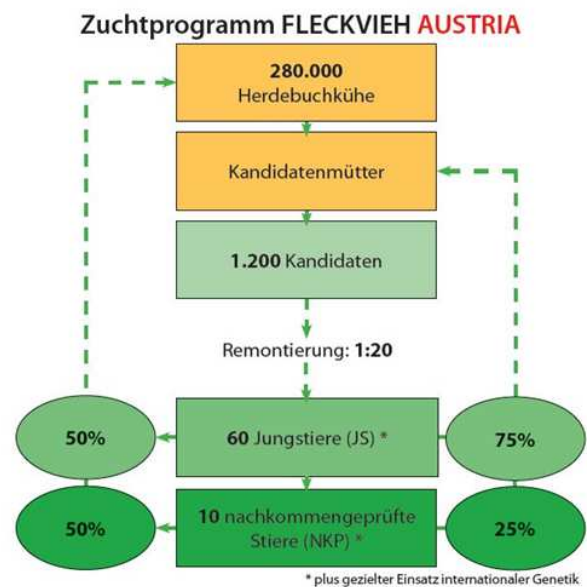 Zuchtprogramm FLECKVIEH AUSTRIA
280.000
Herdebuchkühe
Kandidatenmütter
1.200 Kandidaten
Remontierung: 1:20
50%
60 Jungstiere (JS) *
75%
50%
10 nachkommengeprüfte
Stiere (NKP) *
25%
* plus gezielter Einsatz internationaler Genetik